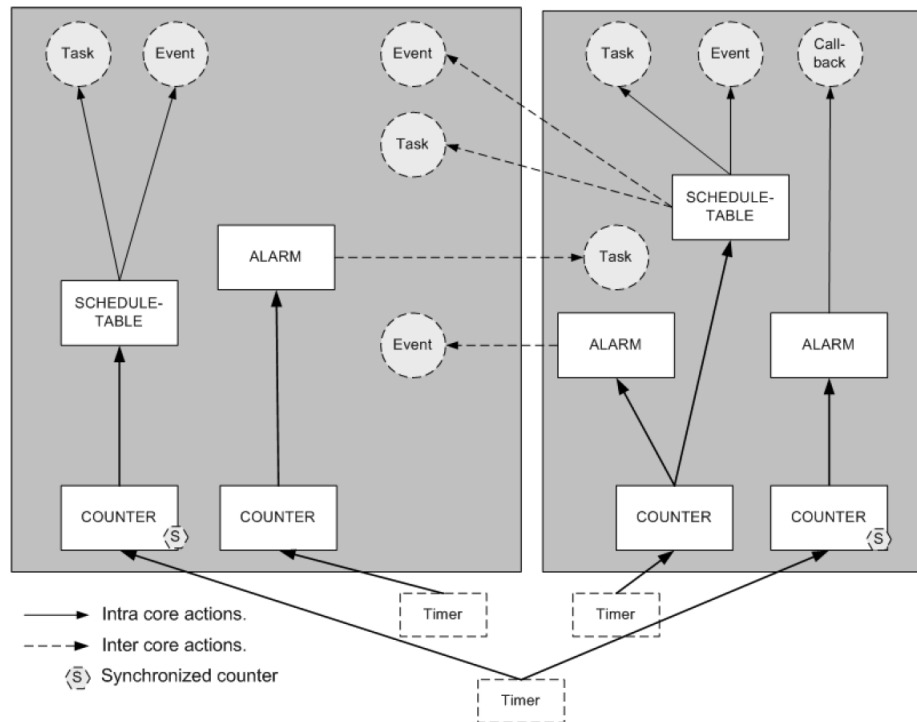 Task
Event
Event
Task
Event
Call-
back
Task
SCHEDULE-
TABLE
ALARM
Task
SCHEDULE-
TABLE
Event
ALARM
ALARM
COUNTER
S
COUNTER
COUNTER
COUNTER
S
Timer
Timer
Intra core actions.
Inter core actions.
S Synchronized counter
Timer